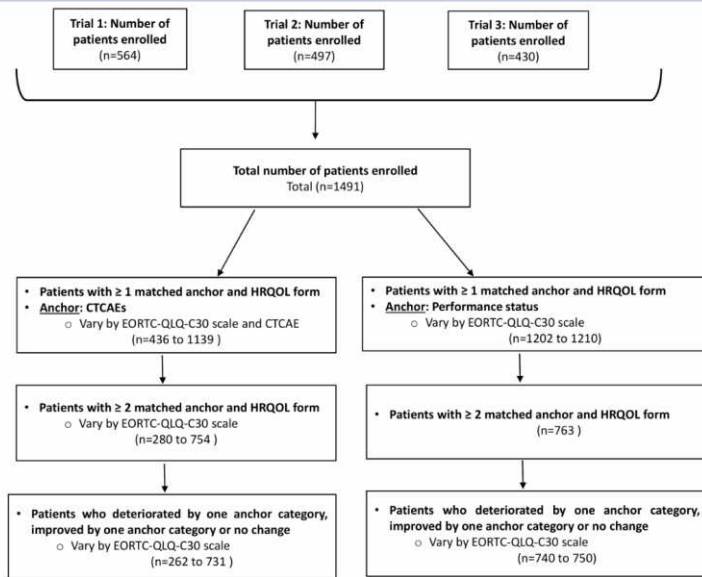 Trial 1: Number of
patients enrolled
(n=564)
Trial 2: Number of
patients enrolled
(n=497)
Trial 3: Number of
patients enrolled
(n=430)
Total number of patients enrolled
Total (n=1491)
• Patients with ≥ 1 matched anchor and HRQOL form
• Anchor: CTCAEs
o Vary by EORTC-QLQ-C30 scale and CTCAE
(n=436 to 1139 )
• Patients with ≥ 1 matched anchor and HRQOL form
• Anchor: Performance status
o Vary by EORTC-QLQ-C30 scale
(n=1202 to 1210)
• Patients with ≥ 2 matched anchor and HRQOL form
o Vary by EORTC-QLQ-C30 scale
(n=280 to 754 )
• Patients with ≥ 2 matched anchor and HRQOL form
(n=763 )
• Patients who deteriorated by one anchor category,
improved by one anchor category or no change
o Vary by EORTC-QLQ-C30 scale
(n=262 to 731 )
• Patients who deteriorated by one anchor category,
improved by one anchor category or no change
o Vary by EORTC-QLQ-C30 scale
(n=740 to 750)